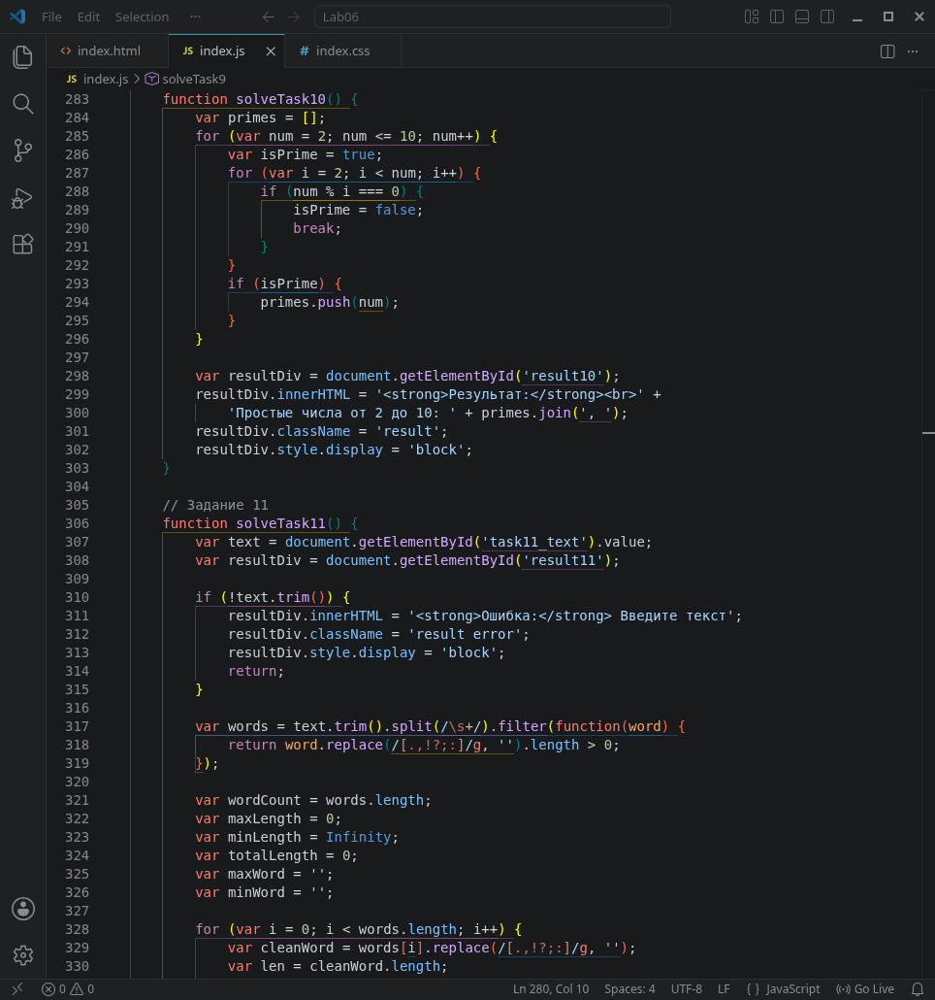 File Edit Selection ··· Lab06
index.html JS index.js # index.css ···
JS index.js > solveTask9
283 function solveTask10() {
284 var primes = [];
285 for (var num = 2; num <= 10; num++) {
286 var isPrime = true;
287 for (var i = 2; i < num; i++) {
288 if (num % i === 0) {
289 isPrime = false;
290 break;
291 }
292 }
293 if (isPrime) {
294 primes.push(num);
295 }
296 }
297
298 var resultDiv = document.getElementById('result10');
299 resultDiv.innerHTML = '<strong>Результат:</strong><br>' +
300 'Простые числа от 2 до 10: ' + primes.join(', ');
301 resultDiv.className = 'result';
302 resultDiv.style.display = 'block';
303 }
304
305 // Задание 11
306 function solveTask11() {
307 var text = document.getElementById('task11_text').value;
308 var resultDiv = document.getElementById('result11');
309
310 if (!text.trim()) {
311 resultDiv.innerHTML = '<strong>Ошибка:</strong> Введите текст';
312 resultDiv.className = 'result error';
313 resultDiv.style.display = 'block';
314 return;
315 }
316
317 var words = text.trim().split(/\s+/).filter(function(word) {
318 return word.replace(/[.,!?;:]/g, '').length > 0;
319 });
320
321 var wordCount = words.length;
322 var maxLength = 0;
323 var minLength = Infinity;
324 var totalLength = 0;
325 var maxWord = '';
326 var minWord = '';
327
328 for (var i = 0; i < words.length; i++) {
329 var cleanWord = words[i].replace(/[.,!?;:]/g, '');
330 var len = cleanWord.length;
0 0 Ln 280, Col 10 Spaces: 4 UTF-8 LF { } JavaScript Go Live